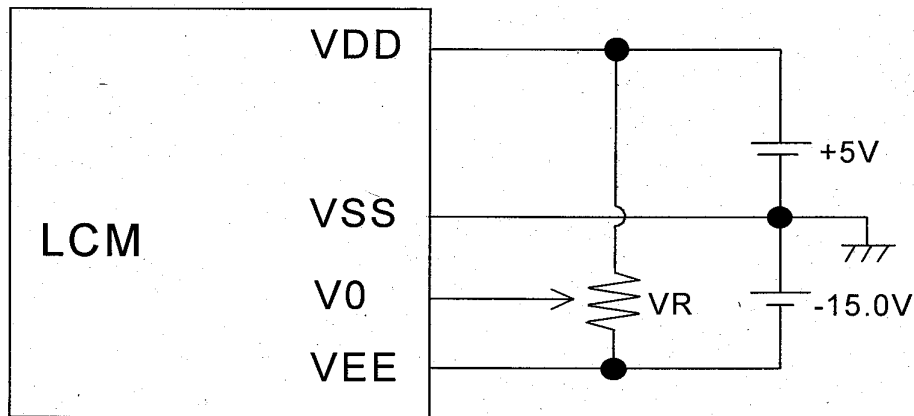 VDD
+5V
VSS
LCM
V0
VR
-15.0V
VEE